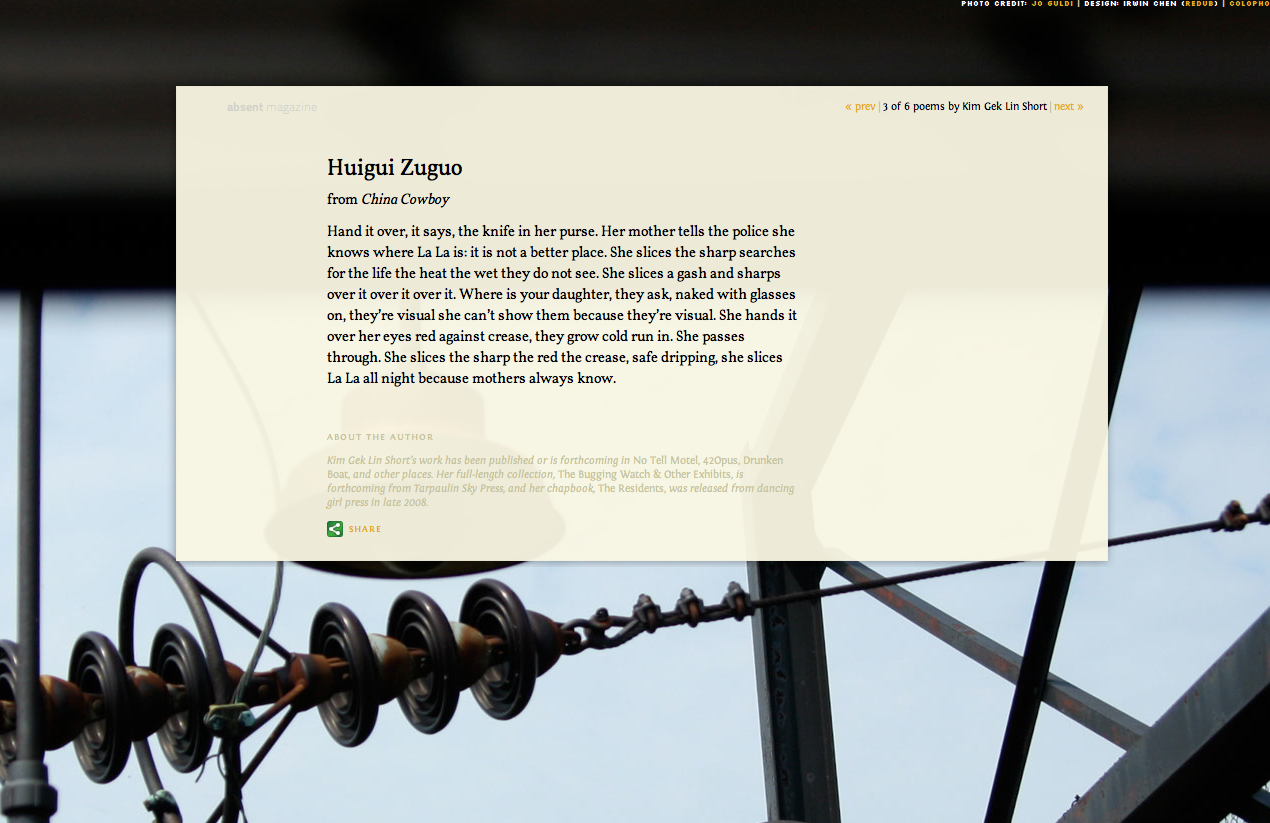 PHOTO CREDIT: JO GULDI | DESIGN: IRWIN CHEN (REDUB) |
absent magazine
« prev | 3 of 6 poems by Kim Gek Lin Short | next »
Huigui Zuguo
from China Cowboy
Hand it over, it says, the knife in her purse. Her mother tells the police she
knows where La La is: it is not a better place. She slices the sharp searches
for the life the heat the wet they do not see. She slices a gash and sharps
over it over it over it. Where is your daughter, they ask, naked with glasses
on, they’re visual she can’t show them because they’re visual. She hands it
over her eyes red against crease, they grow cold run in. She passes
through. She slices the sharp the red the crease, safe dripping, she slices
La La all night because mothers always know.
ABOUT THE AUTHOR
Kim Gek Lin Short's work has been published or is forthcoming in No Tell Motel, 42Opus, Drunken
Boat, and other places. Her full-length collection, The Bugging Watch & Other Exhibits, is
forthcoming from Tarpaulin Sky Press, and her chapbook, The Residents, was released from dancing
girl press in late 2008.
SHARE